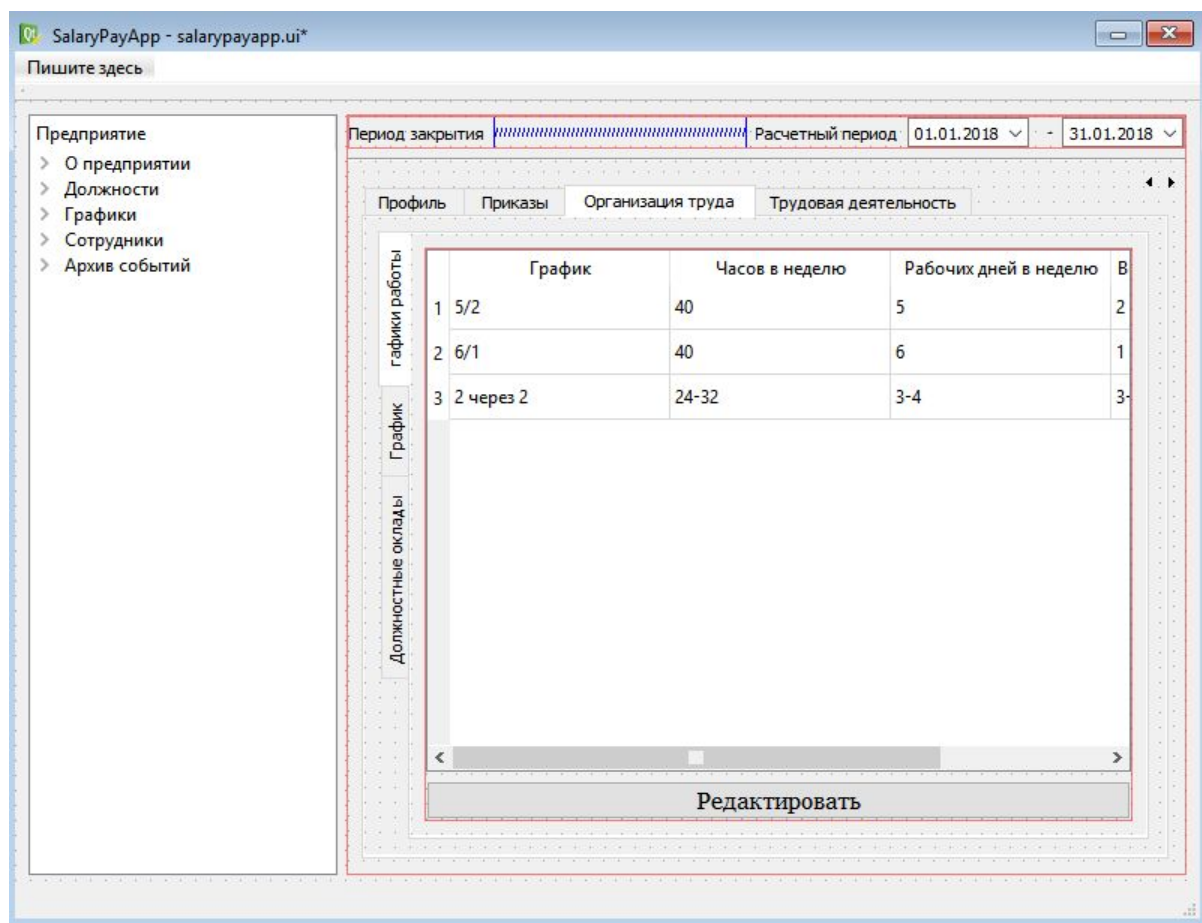 SalaryPayApp - salarypayapp.ui*
Пишите здесь
Предприятие
О предприятии
Должности
Графики
Сотрудники
Архив событий
Период закрытия Расчетный период 01.01.2018 - 31.01.2018
Профиль Приказы Организация труда Трудовая деятельность
гафики работы
График
Должностные оклады
График Часов в неделю Рабочих дней в неделю В
1 5/2 40 5 2
2 6/1 40 6 1
3 2 через 2 24-32 3-4 3-
Редактировать